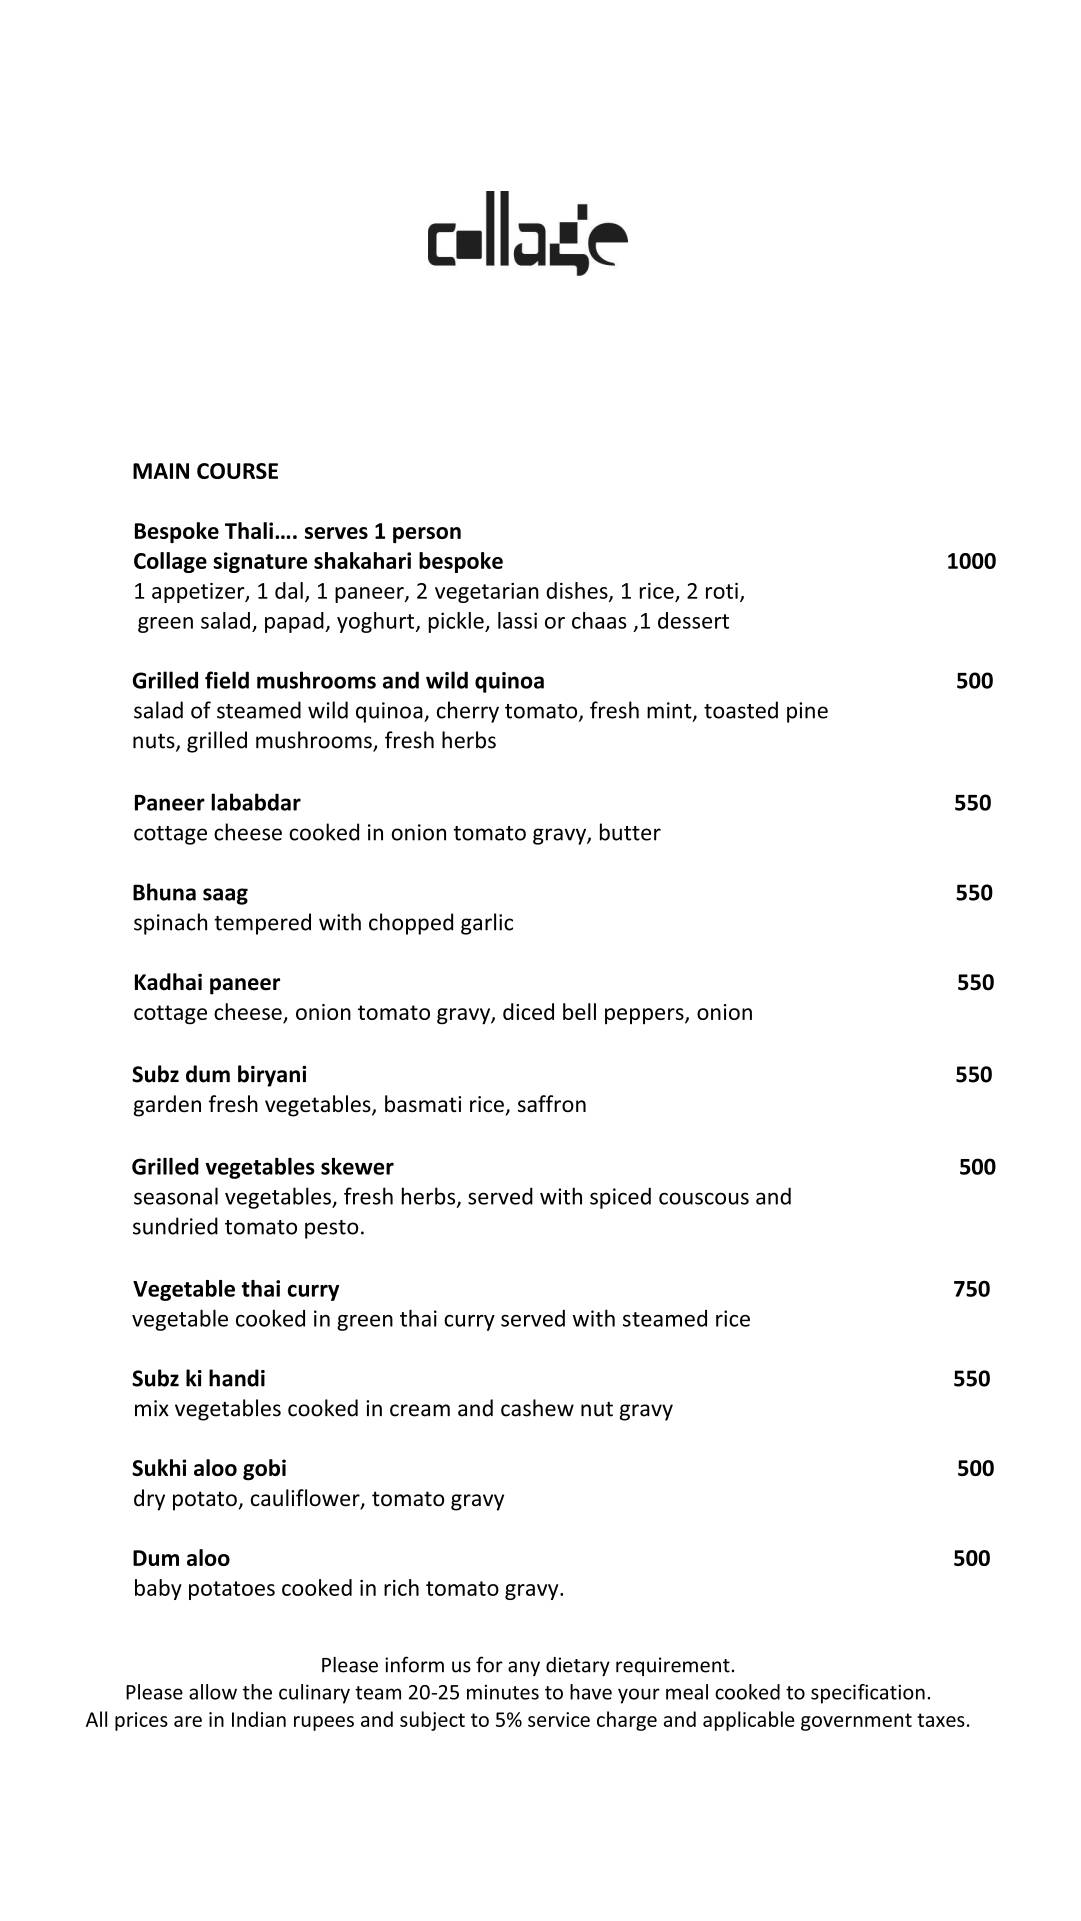 collage
MAIN COURSE
Bespoke Thali.... serves 1 person
Collage signature shakahari bespoke 1000
1 appetizer, 1 dal, 1 paneer, 2 vegetarian dishes, 1 rice, 2 roti,
green salad, papad, yoghurt, pickle, lassi or chaas ,1 dessert
Grilled field mushrooms and wild quinoa 500
salad of steamed wild quinoa, cherry tomato, fresh mint, toasted pine
nuts, grilled mushrooms, fresh herbs
Paneer lababdar 550
cottage cheese cooked in onion tomato gravy, butter
Bhuna saag 550
spinach tempered with chopped garlic
Kadhai paneer 550
cottage cheese, onion tomato gravy, diced bell peppers, onion
Subz dum biryani 550
garden fresh vegetables, basmati rice, saffron
Grilled vegetables skewer 500
seasonal vegetables, fresh herbs, served with spiced couscous and
sundried tomato pesto.
Vegetable thai curry 750
vegetable cooked in green thai curry served with steamed rice
Subz ki handi 550
mix vegetables cooked in cream and cashew nut gravy
Sukhi aloo gobi 500
dry potato, cauliflower, tomato gravy
Dum aloo 500
baby potatoes cooked in rich tomato gravy.
Please inform us for any dietary requirement.
Please allow the culinary team 20-25 minutes to have your meal cooked to specification.
All prices are in Indian rupees and subject to 5% service charge and applicable government taxes.